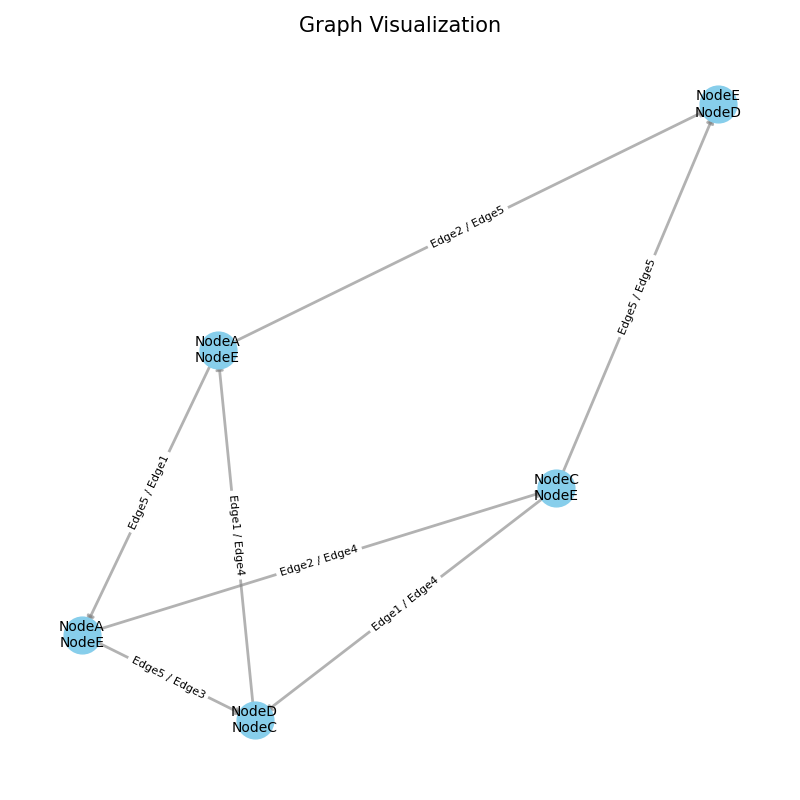 Graph Visualization
NodeE
NodeD
Edge2 / Edge5
Edge5 / Edge5
NodeA
NodeE
Edge5 / Edge1
Edge1 / Edge4
NodeC
NodeE
Edge2 / Edge4
Edge1 / Edge4
NodeA
NodeE
Edge5 / Edge3
NodeD
NodeC